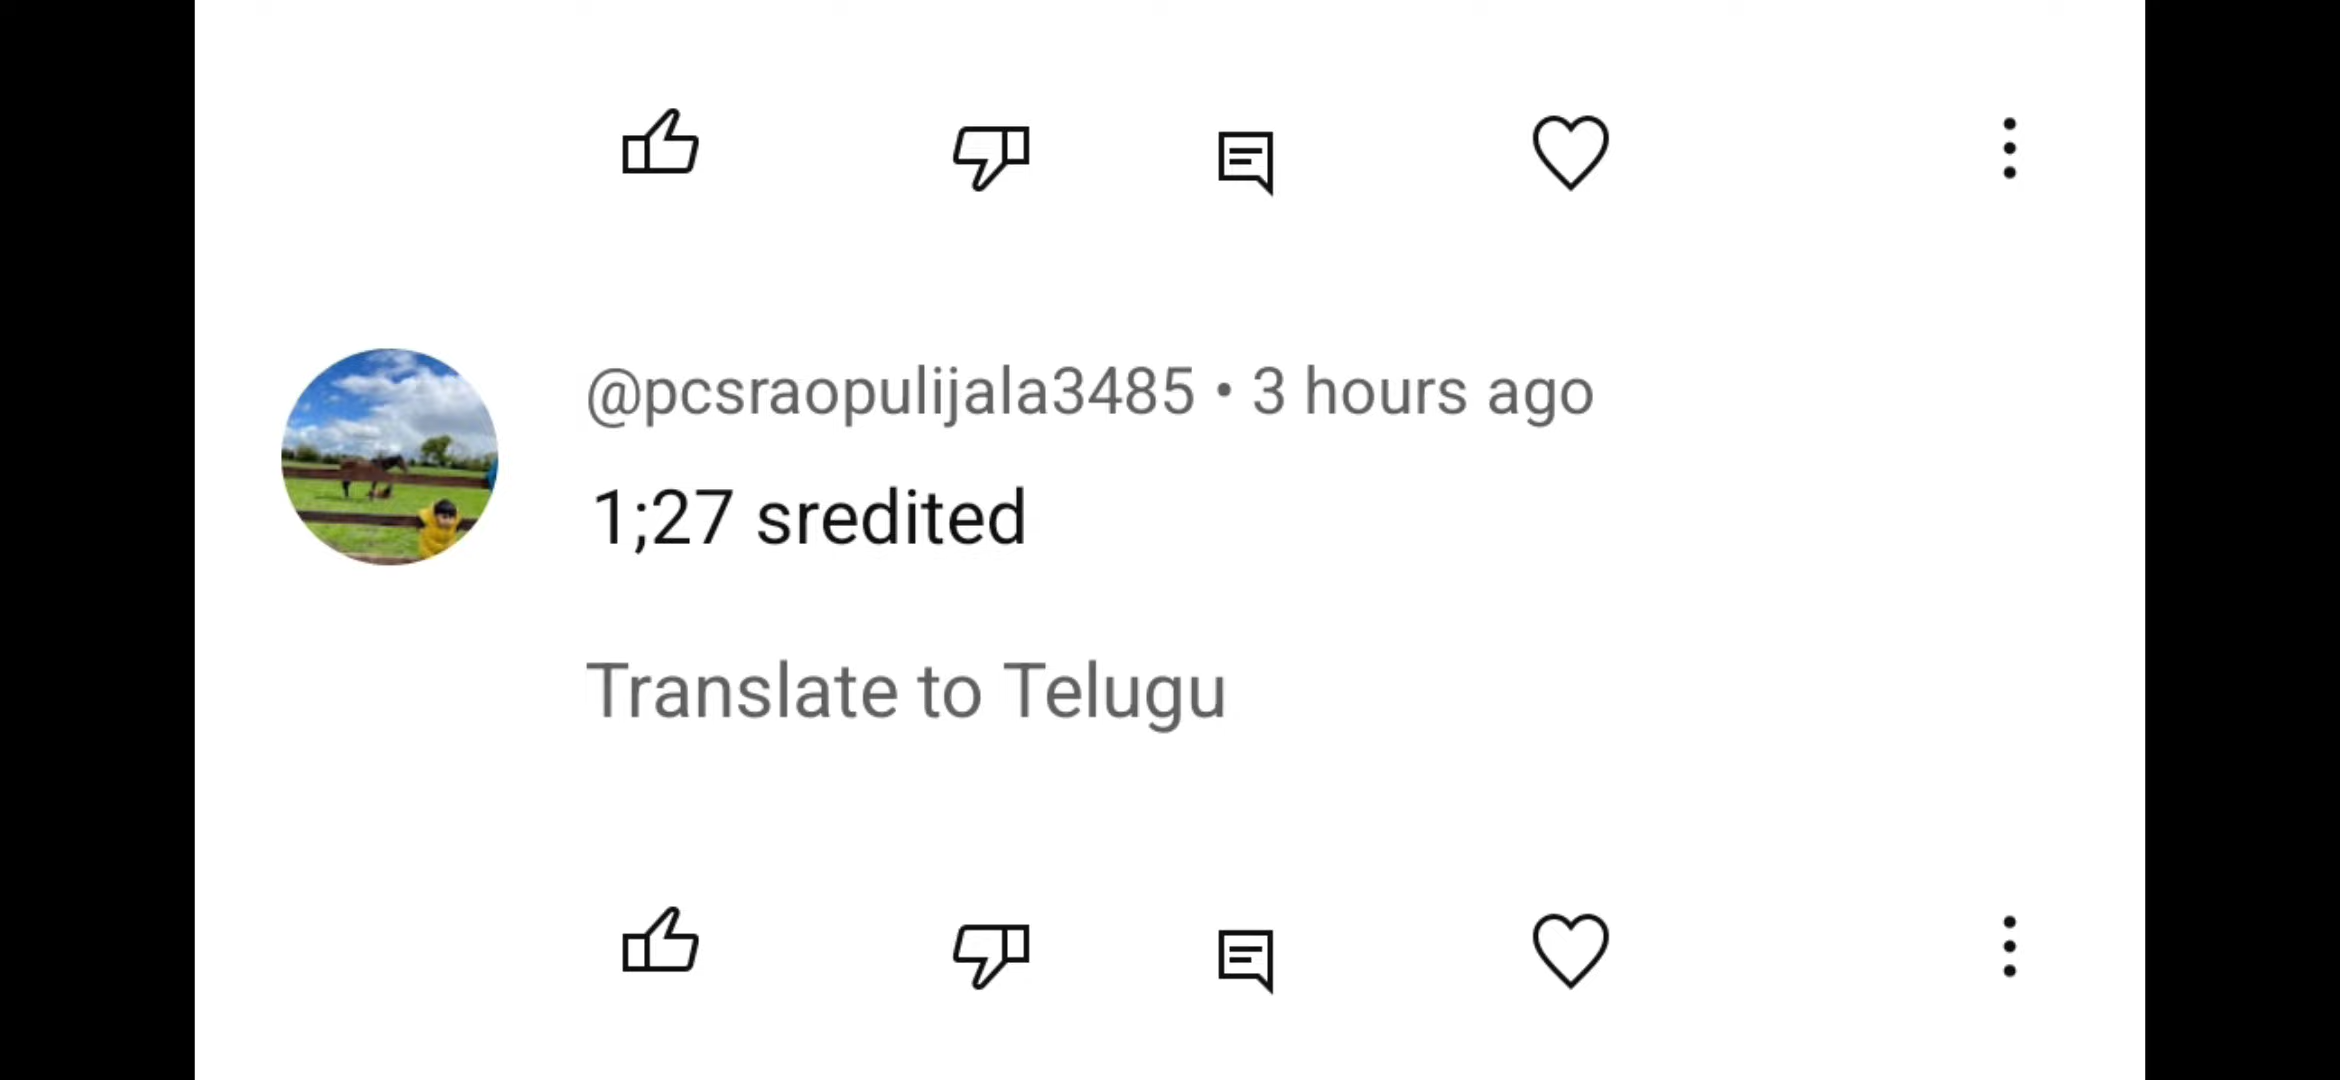 @pcsraopulijala3485 • 3 hours ago
1;27 sredited
Translate to Telugu